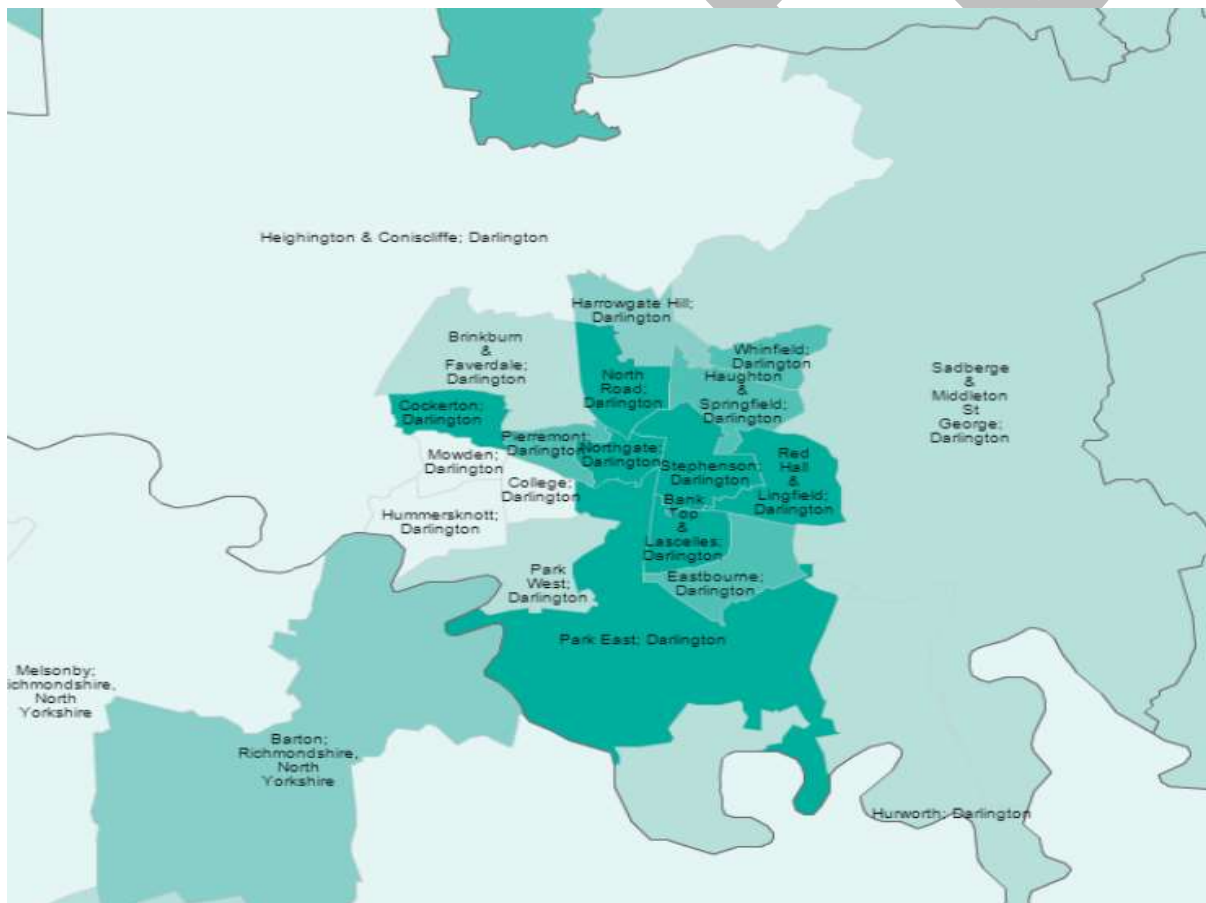 Heighington & Coniscliffe; Darlington
Harrowgate Hill;
Darlington
Brinkburn
&
Faverdale;
Darlington
Whinfield;
Darlington
North
Road;
Darlington
Haughton
&
Springfield;
Darlington
Sadberge
&
Middleton
St
George;
Darlington
Cockerton;
Darlington
Pierremont;
Darlington
Northgate;
Darlington
Mowden;
Darlington
Stephenson;
Darlington
Red
Hall
&
Lingfield;
Darlington
College;
Darlington
Bank
Top
&
Lascelles;
Darlington
Hummersknott;
Darlington
Park
West;
Darlington
Eastbourne;
Darlington
Park East; Darlington
Melsonby;
ichmondshire,
North
Yorkshire
Barton;
Richmondshire,
North
Yorkshire
Hurworth; Darlington